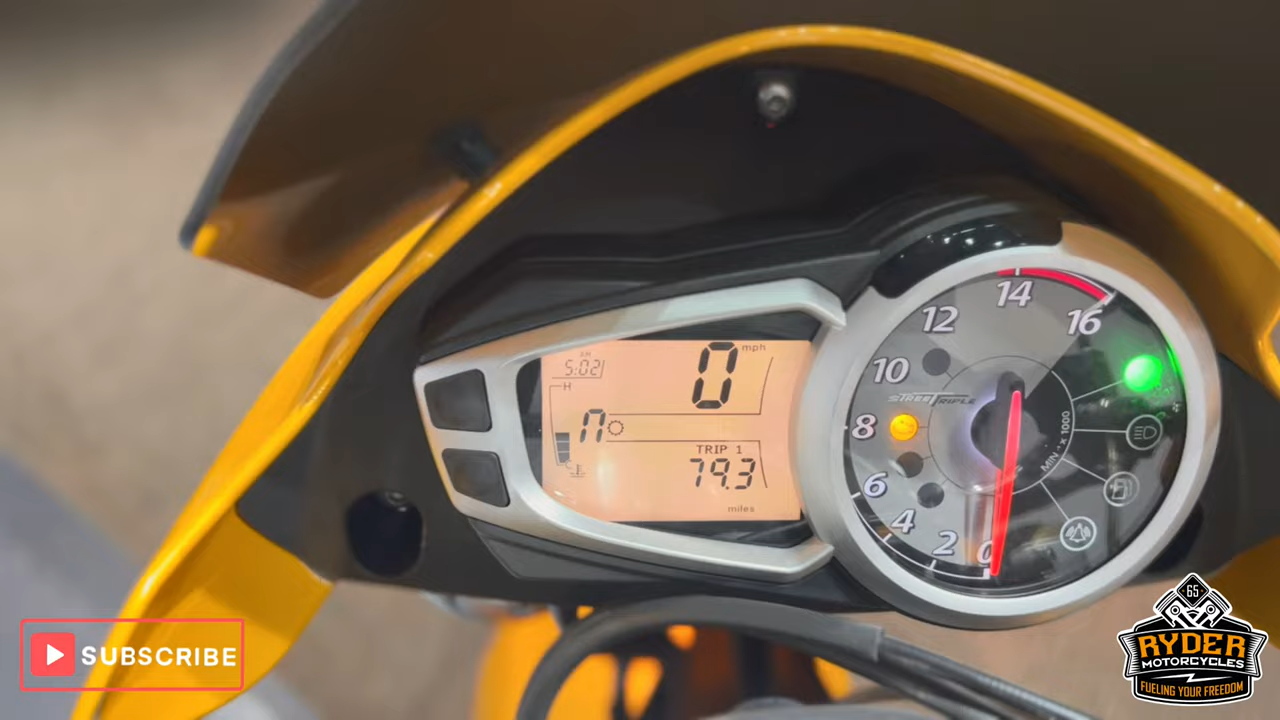 AM
5:02
0 mph
H
n
C
TRIP 1
79.3
miles
14
12
16
10
STREET TRIPLE
8
MIN⁻¹ x 1000
6
4
2
0
SUBSCRIBE
65
RYDER
MOTORCYCLES
FUELING YOUR FREEDOM